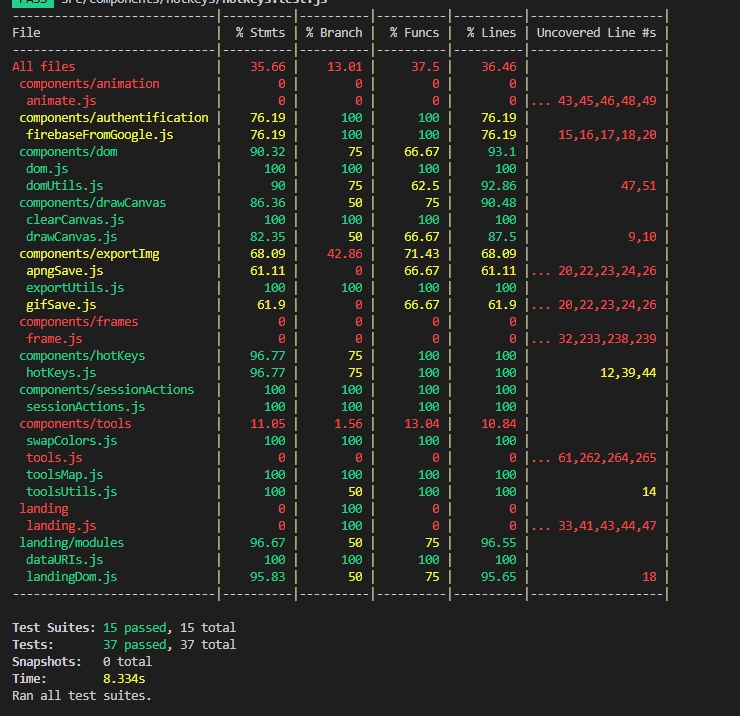 PASS src/components/hotKeys/hotKeys.test.js
-----------------------------|----------|----------|----------|----------|-------------------|
File | % Stmts | % Branch | % Funcs | % Lines | Uncovered Line #s |
-----------------------------|----------|----------|----------|----------|-------------------|
All files | 35.66 | 13.01 | 37.5 | 36.46 | |
components/animation | 0 | 0 | 0 | 0 | |
animate.js | 0 | 0 | 0 | 0 |... 43,45,46,48,49 |
components/authentification | 76.19 | 100 | 100 | 76.19 | |
firebaseFromGoogle.js | 76.19 | 100 | 100 | 76.19 | 15,16,17,18,20 |
components/dom | 90.32 | 75 | 66.67 | 93.1 | |
dom.js | 100 | 100 | 100 | 100 | |
domUtils.js | 90 | 75 | 62.5 | 92.86 | 47,51 |
components/drawCanvas | 86.36 | 50 | 75 | 90.48 | |
clearCanvas.js | 100 | 100 | 100 | 100 | |
drawCanvas.js | 82.35 | 50 | 66.67 | 87.5 | 9,10 |
components/exportImg | 68.09 | 42.86 | 71.43 | 68.09 | |
apngSave.js | 61.11 | 0 | 66.67 | 61.11 |... 20,22,23,24,26 |
exportUtils.js | 100 | 100 | 100 | 100 | |
gifSave.js | 61.9 | 0 | 66.67 | 61.9 |... 20,22,23,24,26 |
components/frames | 0 | 0 | 0 | 0 | |
frame.js | 0 | 0 | 0 | 0 |... 32,233,238,239 |
components/hotKeys | 96.77 | 75 | 100 | 100 | |
hotKeys.js | 96.77 | 75 | 100 | 100 | 12,39,44 |
components/sessionActions | 100 | 100 | 100 | 100 | |
sessionActions.js | 100 | 100 | 100 | 100 | |
components/tools | 11.05 | 1.56 | 13.04 | 10.84 | |
swapColors.js | 100 | 100 | 100 | 100 | |
tools.js | 0 | 0 | 0 | 0 |... 61,262,264,265 |
toolsMap.js | 100 | 100 | 100 | 100 | |
toolsUtils.js | 100 | 50 | 100 | 100 | 14 |
landing | 0 | 100 | 0 | 0 | |
landing.js | 0 | 100 | 0 | 0 |... 33,41,43,44,47 |
landing/modules | 96.67 | 50 | 75 | 96.55 | |
dataURIs.js | 100 | 100 | 100 | 100 | |
landingDom.js | 95.83 | 50 | 75 | 95.65 | 18 |
-----------------------------|----------|----------|----------|----------|-------------------|
Test Suites: 15 passed, 15 total
Tests: 37 passed, 37 total
Snapshots: 0 total
Time: 8.334s
Ran all test suites.